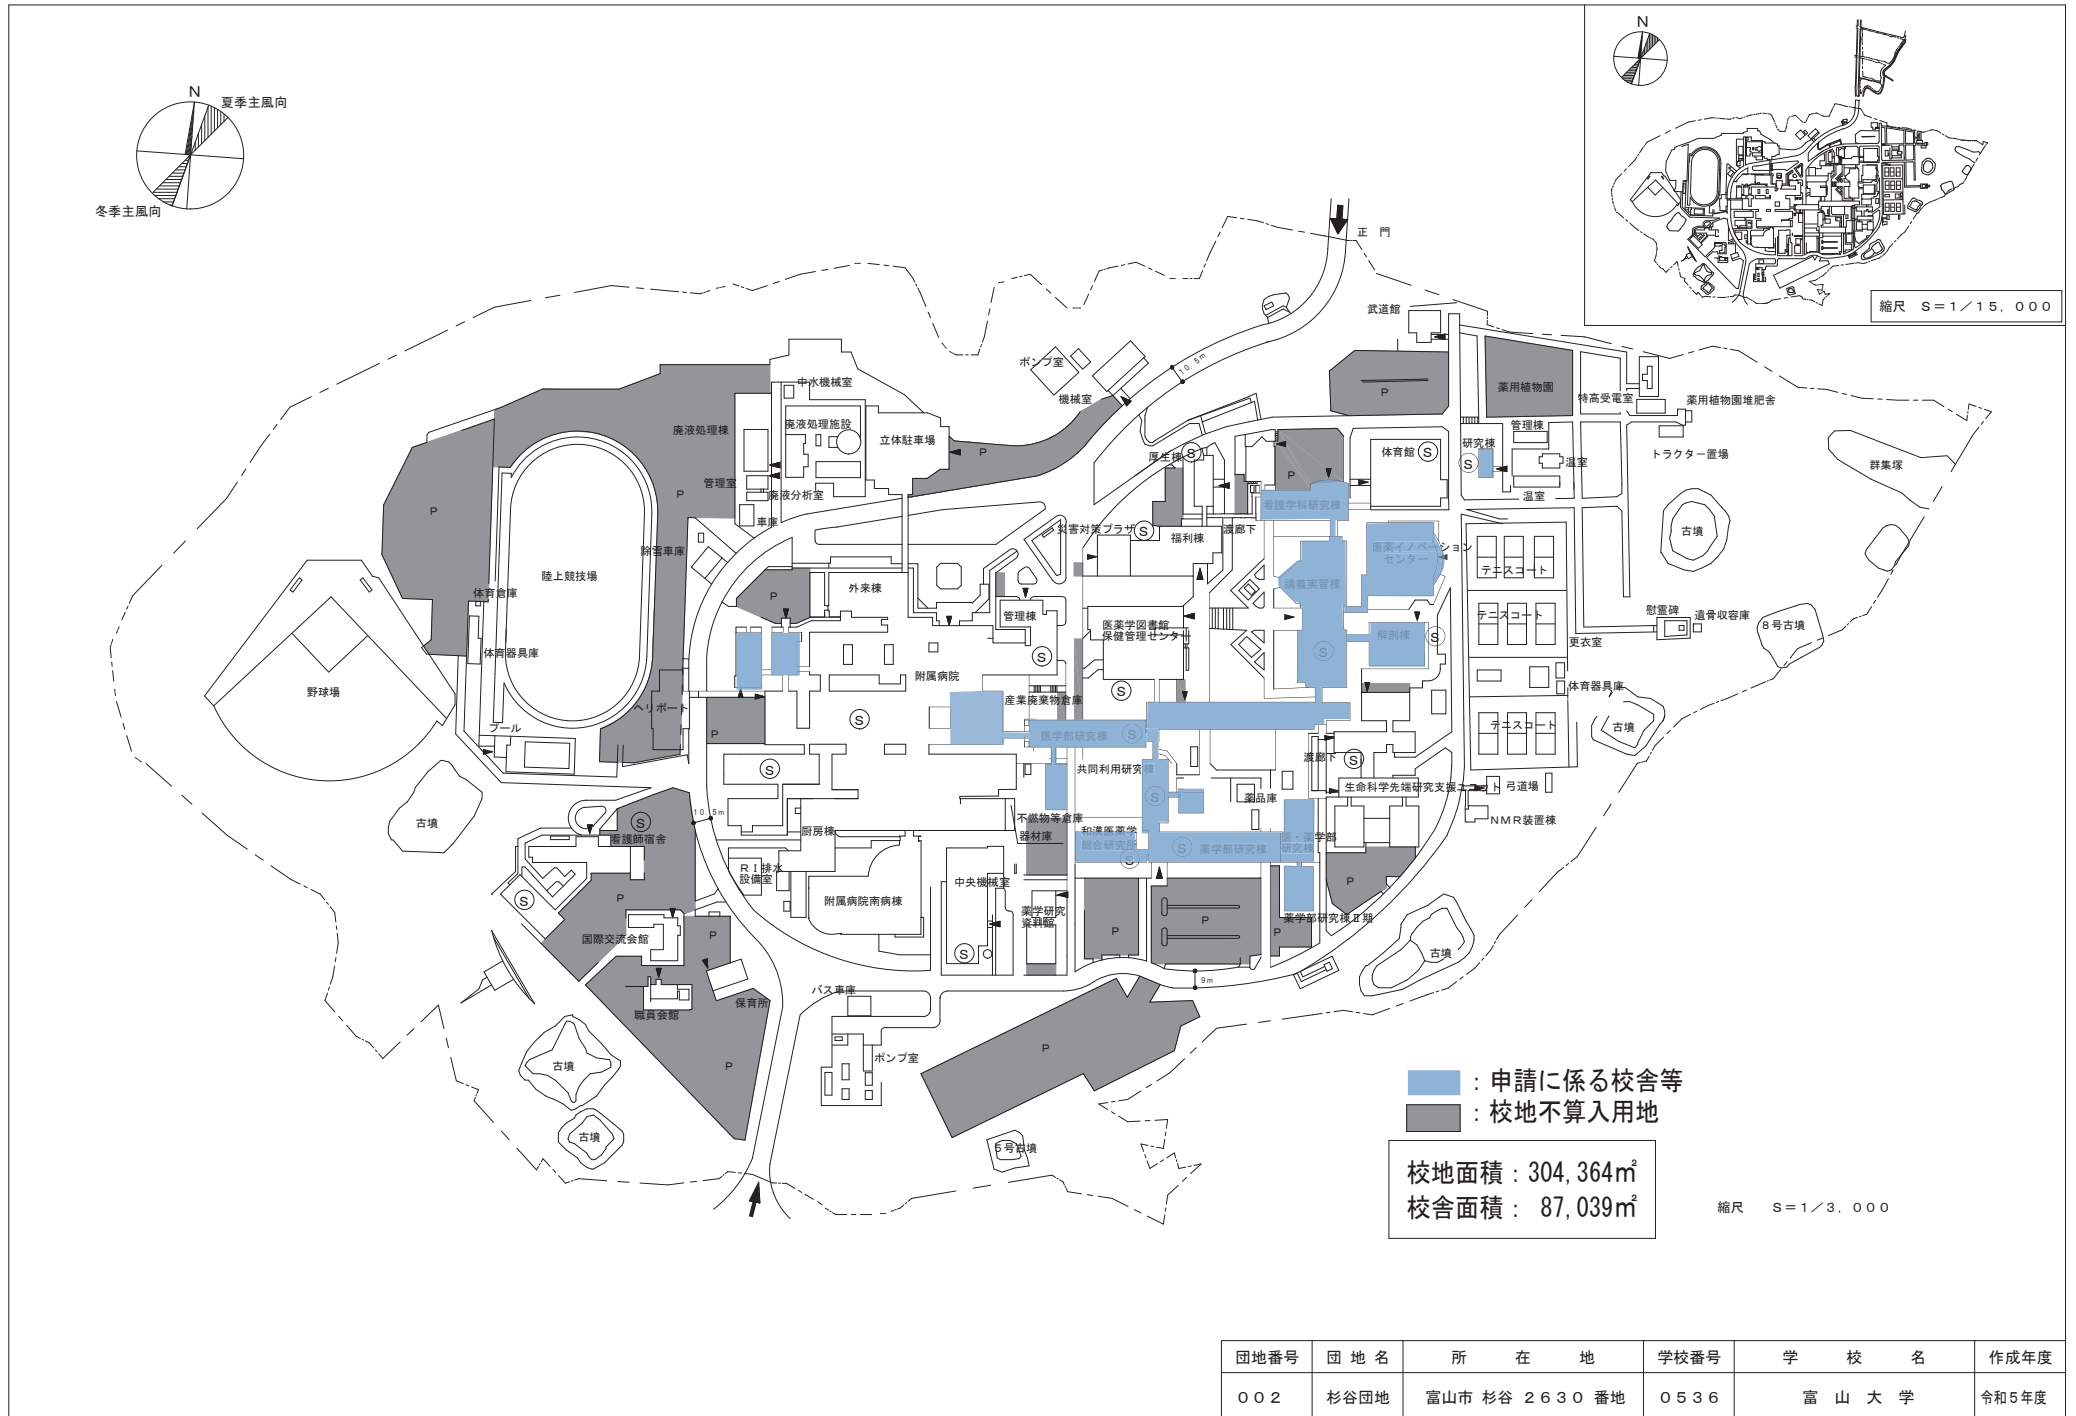 N
夏季主風向
冬季主風向
N
縮尺 S=1/15,000
正 門
武道館
ポンプ室
機械室
10.5m
中水機械室
廃液処理棟
廃液処理施設
立体駐車場
P
P
薬用植物園
特高受電室
薬用植物園堆肥舎
管理棟
トラクター置場
研究棟
S
温室
温室
群集塚
厚生棟
S
P
体育館
S
管理室
廃液分析室
車庫
P
P
看護学科研究棟
災害対策プラザ
S
福利棟
渡廊下
古墳
除雪車庫
医薬イノベーション
センター
テニスコート
陸上競技場
体育倉庫
P
外来棟
講義実習棟
管理棟
医薬学図書館
保健管理センター
テニスコート
慰霊碑
遺骨収容庫
8号古墳
解剖棟
S
更衣室
体育器具庫
S
S
野球場
附属病院
体育器具庫
S
産業廃棄物倉庫
ヘリポート
S
プール
P
医学部研究棟
S
テニスコート
古墳
共同利用研究棟
渡廊下
S
S
生命科学先端研究支援ユニット
弓道場
S
薬品庫
古墳
10.5m
S
看護師宿舎
厨房棟
不燃物等倉庫
器材庫
和漢医薬学
総合研究所
S
S
薬学部研究棟
医・薬学部
研究棟
NMR装置棟
RI排水
設備室
中央機械室
P
P
S
附属病院南病棟
薬学研究
資料館
P
P
P
薬学部研究棟Ⅱ期
国際交流会館
P
S
古墳
9m
保育所
バス車庫
職員会館
古墳
P
ポンプ室
P
古墳
5号古墳
:申請に係る校舎等
:校地不算入用地
校地面積:304,364㎡
校舎面積: 87,039㎡
縮尺 S=1/3,000
団地番号 団地名 所在地 学校番号 学校名 作成年度
002 杉谷団地 富山市 杉谷 2630 番地 0536 富山大学 令和5年度